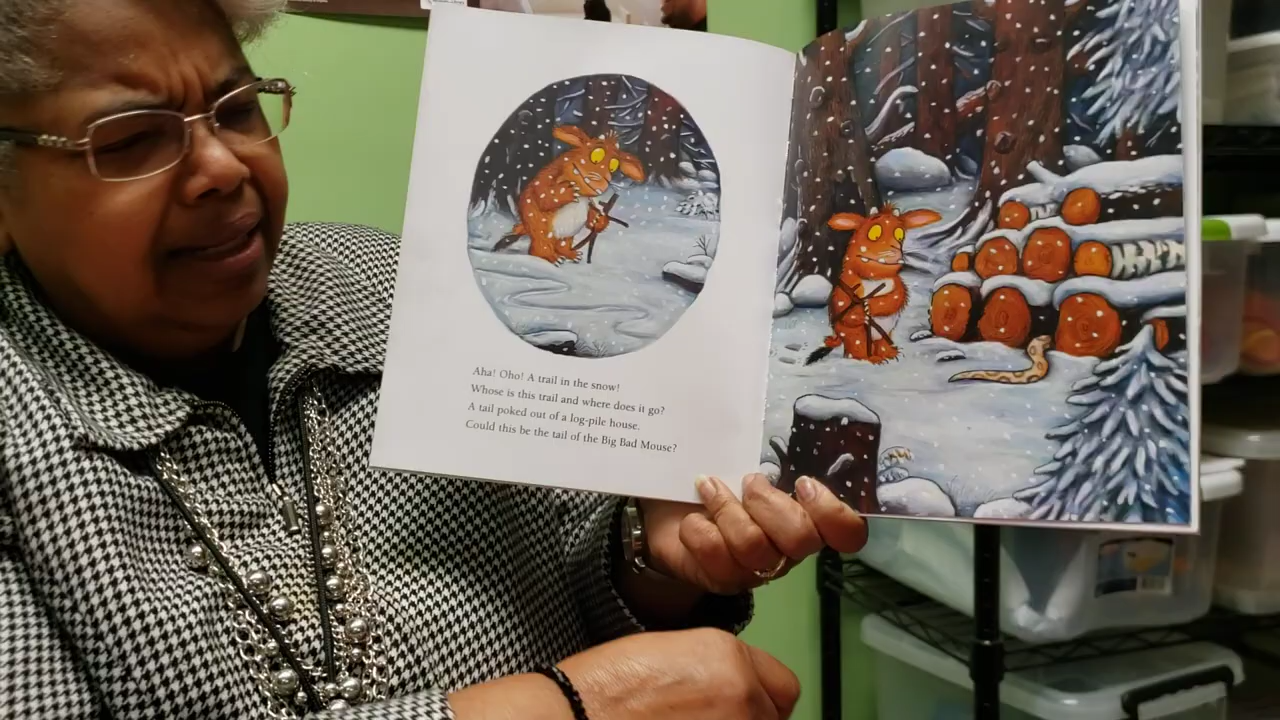 Aha! Oho! A trail in the snow!
Whose is this trail and where does it go?
A tail poked out of a log-pile house.
Could this be the tail of the Big Bad Mouse?